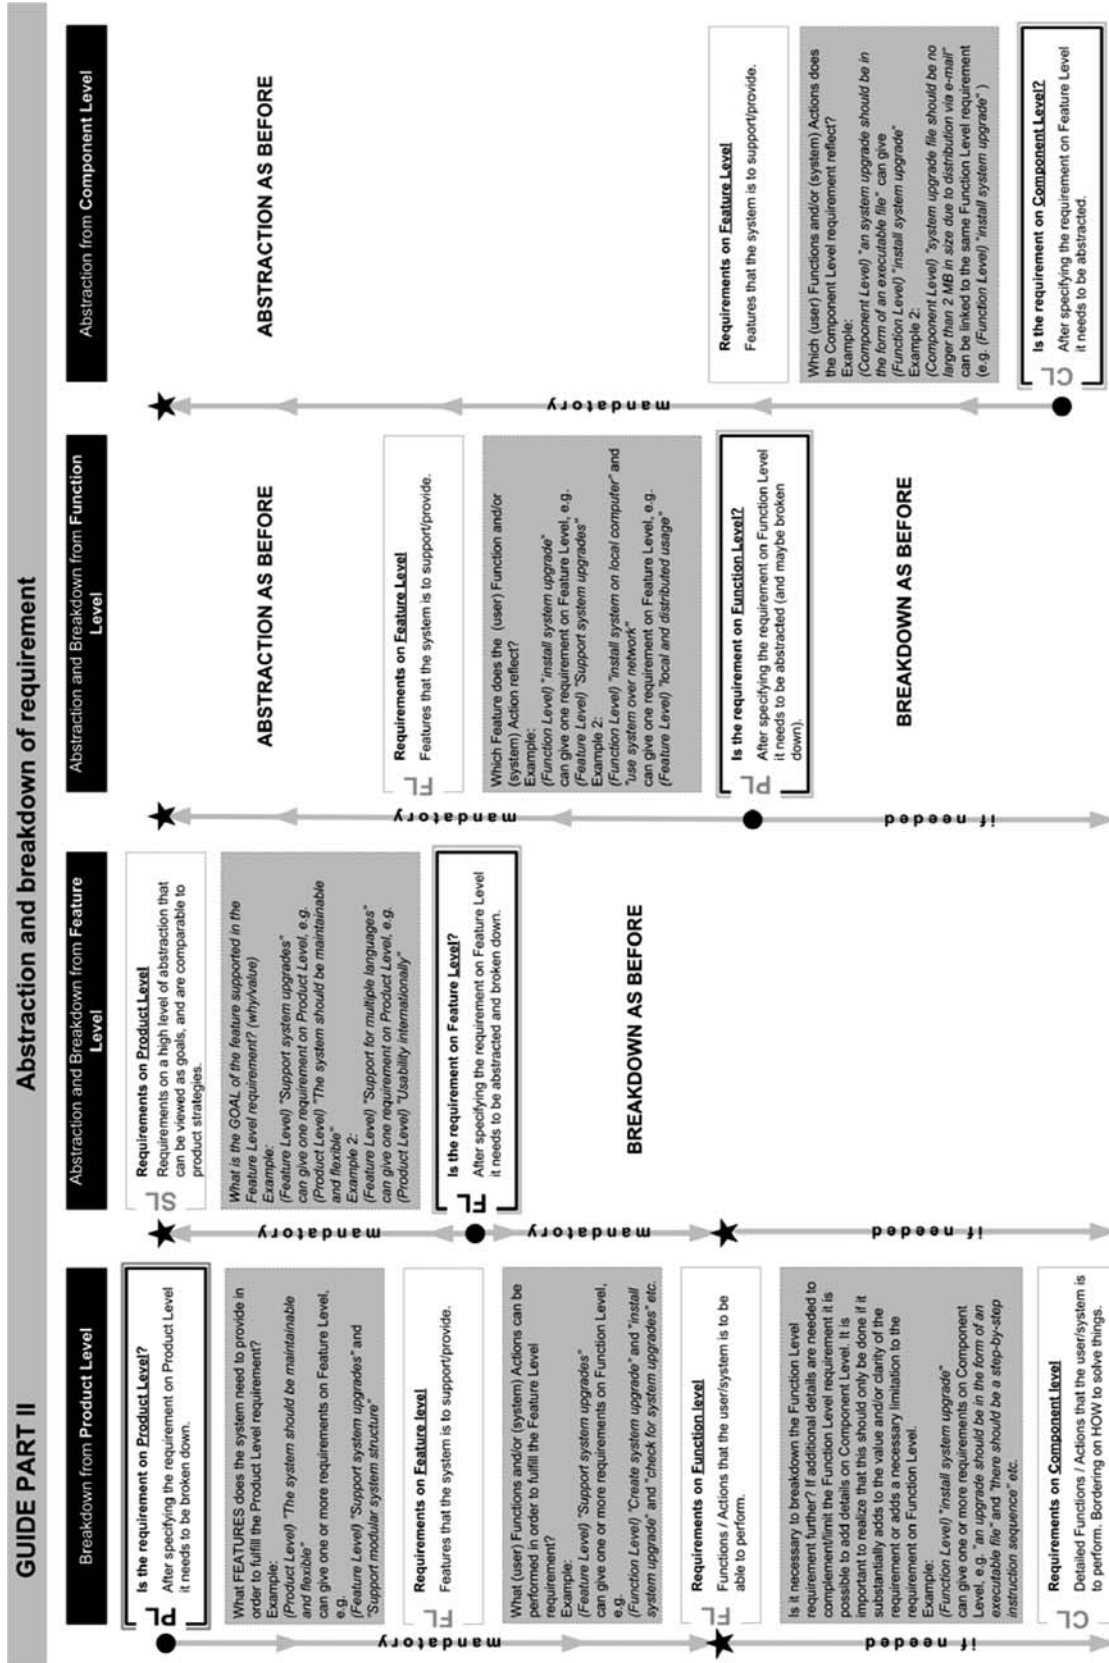 GUIDE PART II
Abstraction and breakdown of requirement
Breakdown from Product Level
PL
Is the requirement on Product Level?
After specifying the requirement on Product Level
it needs to be broken down.
What FEATURES does the system need to provide in
order to fulfill the Product Level requirement?
Example:
(Product Level) "The system should be maintainable
and flexible"
can give one or more requirements on Feature Level,
e.g.
(Feature Level) "Support system upgrades" and
"Support modular system structure"
FL
Requirements on Feature level
Features that the system is to support/provide.
What (user) Functions and/or (system) Actions can be
performed in order to fulfill the Feature Level
requirement?
Example:
(Feature Level) "Support system upgrades"
can give one or more requirements on Function Level,
e.g.
(Function Level) "Create system upgrade" and "install
system upgrade" and "check for system upgrades" etc.
FL
Requirements on Function level
Functions / Actions that the user/system is to be
able to perform.
Is it necessary to breakdown the Function Level
requirement further? If additional details are needed to
complement/limit the Function Level requirement it is
possible to add details on Component Level. It is
important to realize that this should only be done if it
substantially adds to the value and/or clarity of the
requirement or adds a necessary limitation to the
requirement on Function Level.
Example:
(Function Level) "install system upgrade"
can give one or more requirements on Component
Level, e.g. "an upgrade should be in the form of an
executable file" and "there should be a step-by-step
instruction sequence" etc.
CL
Requirements on Component level
Detailed Functions / Actions that the user/system is
to perform. Bordering on HOW to solve things.
mandatory
if needed
Abstraction and Breakdown from Feature
Level
SL
Requirements on Product Level
Requirements on a high level of abstraction that
can be viewed as goals, and are comparable to
product strategies.
What is the GOAL of the feature supported in the
Feature Level requirement? (why/value)
Example:
(Feature Level) "Support system upgrades"
can give one requirement on Product Level, e.g.
(Product Level) "The system should be maintainable
and flexible"
Example 2:
(Feature Level) "Support for multiple languages"
can give one requirement on Product Level, e.g.
(Product Level) "Usability internationally"
FL
Is the requirement on Feature Level?
After specifying the requirement on Feature Level
it needs to be abstracted and broken down.
BREAKDOWN AS BEFORE
mandatory
mandatory
if needed
Abstraction and Breakdown from Function
Level
ABSTRACTION AS BEFORE
FL
Requirements on Feature Level
Features that the system is to support/provide.
Which Feature does the (user) Function and/or
(system) Action reflect?
Example:
(Function Level) "install system upgrade"
can give one requirement on Feature Level, e.g.
(Feature Level) "Support system upgrades"
Example 2:
(Function Level) "install system on local computer" and
"use system over network"
can give one requirement on Feature Level, e.g.
(Feature Level) "local and distributed usage"
PL
Is the requirement on Function Level?
After specifying the requirement on Function Level
it needs to be abstracted (and maybe broken
down).
BREAKDOWN AS BEFORE
mandatory
if needed
Abstraction from Component Level
ABSTRACTION AS BEFORE
Requirements on Feature Level
Features that the system is to support/provide.
Which (user) Functions and/or (system) Actions does
the Component Level requirement reflect?
Example:
(Component Level) "an system upgrade should be in
the form of an executable file" can give
(Function Level) "install system upgrade"
Example 2:
(Component Level) "system upgrade file should be no
larger than 2 MB in size due to distribution via e-mail"
can be linked to the same Function Level requirement
(e.g. (Function Level) "install system upgrade" )
CL
Is the requirement on Component Level?
After specifying the requirement on Feature Level
it needs to be abstracted.
mandatory